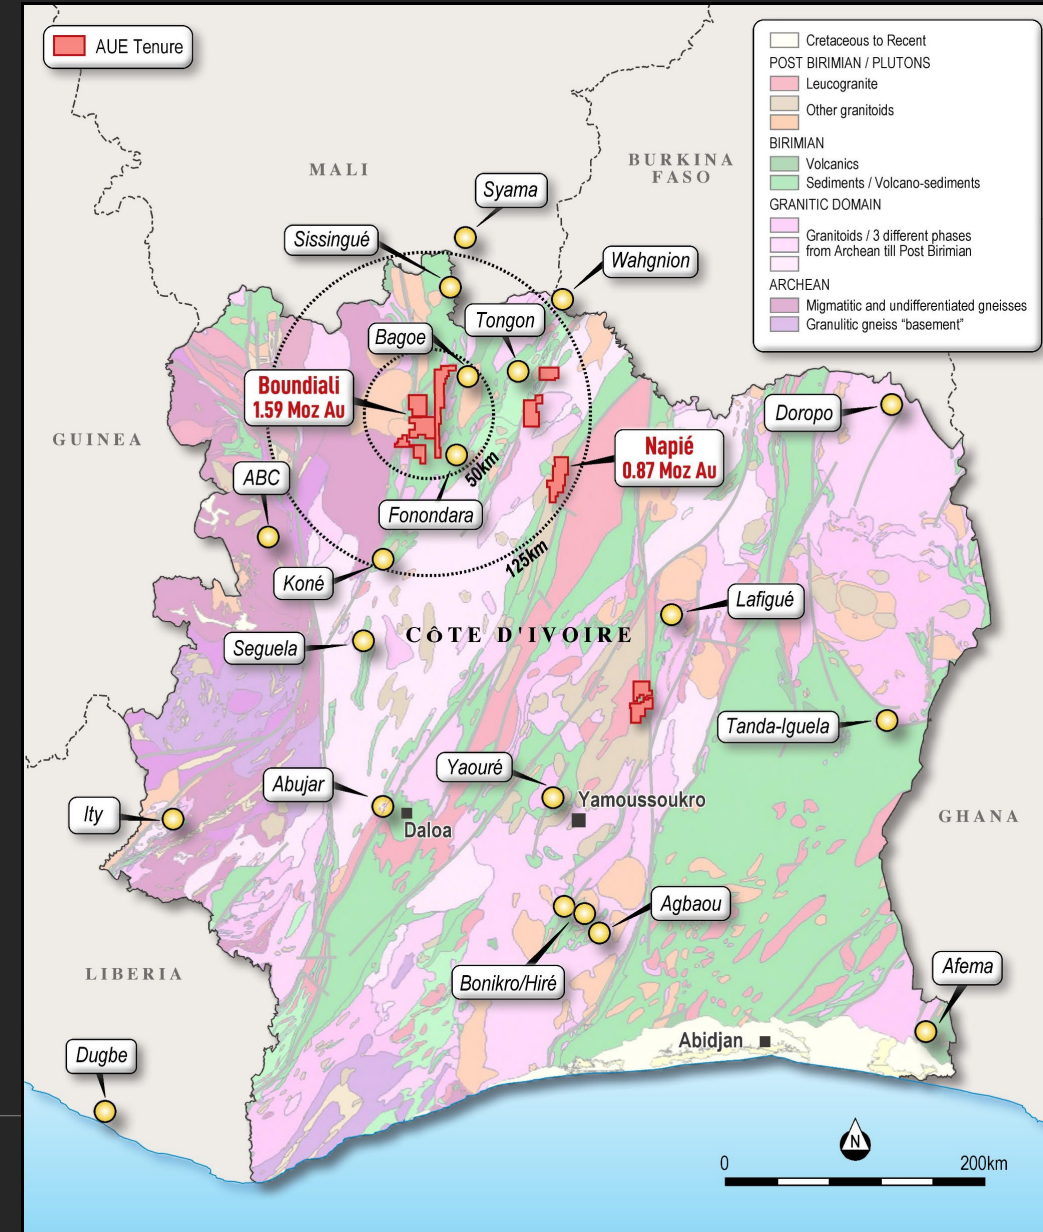 AUE Tenure
Cretaceous to Recent
POST BIRIMIAN / PLUTONS
Leucogranite
Other granitoids
BIRIMIAN
Volcanics
Sediments / Volcano-sediments
GRANITIC DOMAIN
Granitoids / 3 different phases
from Archean till Post Birimian
ARCHEAN
Migmatitic and undifferentiated gneisses
Granulitic gneiss “basement”
MALI
BURKINA
FASO
Syama
Sissingué
Wahgnion
Tongon
Bagoe
Boundiali
1.59 Moz Au
Doropo
GUINEA
Napié
0.87 Moz Au
ABC
50km
Fonondara
125km
Koné
Lafigué
CÔTE D'IVOIRE
Seguela
Tanda-Iguela
Yaouré
Abujar
Yamoussoukro
Ity
Daloa
GHANA
Agbaou
Bonikro/Hiré
LIBERIA
Afema
Abidjan
Dugbe
N
0
200km